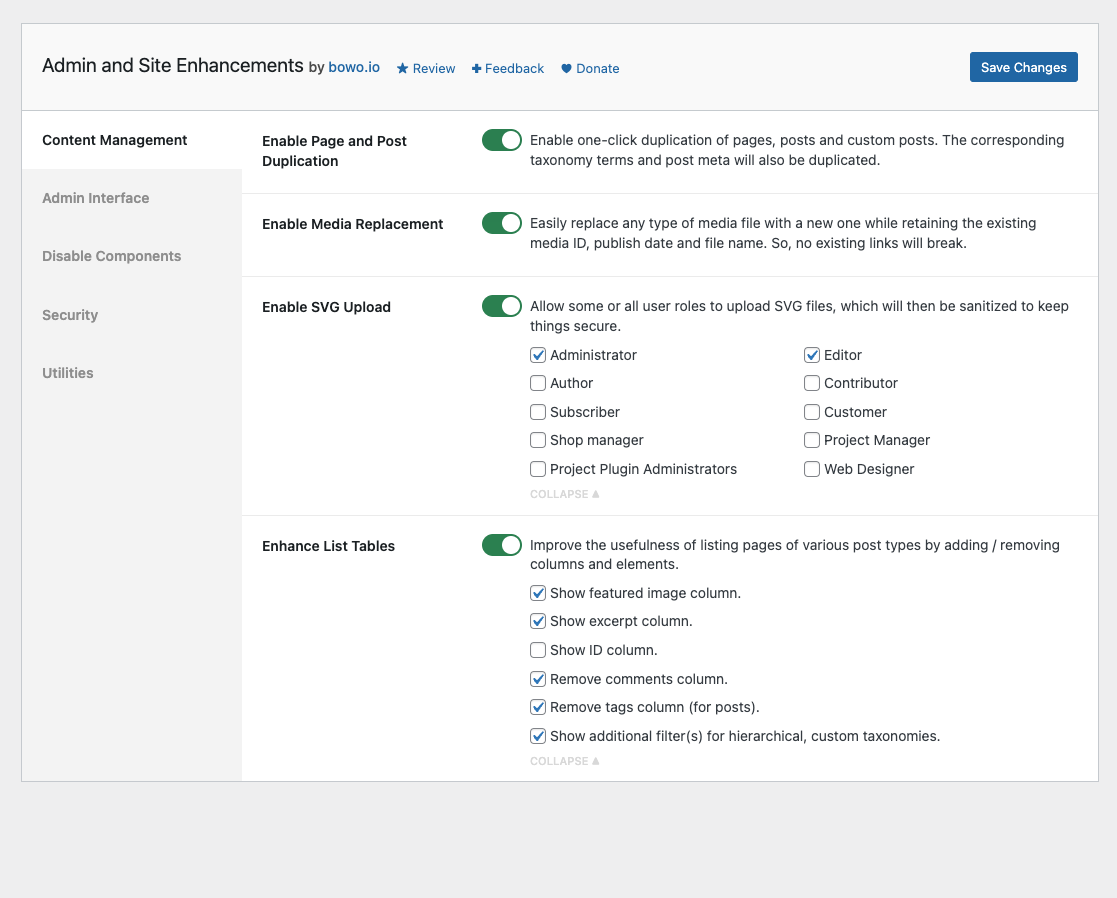 Admin and Site Enhancements by bowo.io Review Feedback Donate
Save Changes
Content Management
Admin Interface
Disable Components
Security
Utilities
Enable Page and Post
Duplication
Enable one-click duplication of pages, posts and custom posts. The corresponding
taxonomy terms and post meta will also be duplicated.
Enable Media Replacement
Easily replace any type of media file with a new one while retaining the existing
media ID, publish date and file name. So, no existing links will break.
Enable SVG Upload
Allow some or all user roles to upload SVG files, which will then be sanitized to keep
things secure.
Administrator
Editor
Author
Contributor
Subscriber
Customer
Shop manager
Project Manager
Project Plugin Administrators
Web Designer
COLLAPSE ▲
Enhance List Tables
Improve the usefulness of listing pages of various post types by adding / removing
columns and elements.
Show featured image column.
Show excerpt column.
Show ID column.
Remove comments column.
Remove tags column (for posts).
Show additional filter(s) for hierarchical, custom taxonomies.
COLLAPSE ▲